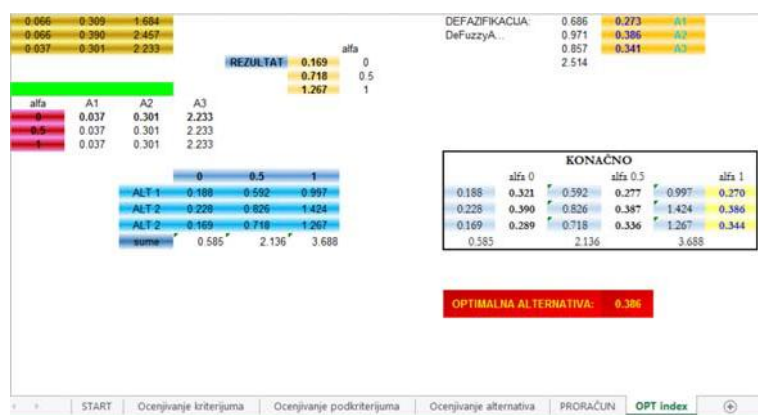 0.066 0.309 1.684 DEFAZIFIKACIJA: 0.686 0.273 A1
0.066 0.390 2.457 DeFuzzyA... 0.971 0.386 A2
0.037 0.301 2.233 0.857 0.341 A3
alfa 2.514
REZULTAT 0.169 0
0.718 0.5
1.267 1
alfa A1 A2 A3
0 0.037 0.301 2.233
0.5 0.037 0.301 2.233
1 0.037 0.301 2.233
KONAČNO
0 0.5 1 alfa 0 alfa 0.5 alfa 1
ALT 1 0.188 0.592 0.997 0.188 0.321 0.592 0.277 0.997 0.270
ALT 2 0.228 0.826 1.424 0.228 0.390 0.826 0.387 1.424 0.386
ALT 2 0.169 0.718 1.267 0.169 0.289 0.718 0.336 1.267 0.344
sume 0.585 2.136 3.688 0.585 2.136 3.688
OPTIMALNA ALTERNATIVA: 0.386
START Ocenjivanje kriterijuma Ocenjivanje podkriterijuma Ocenjivanje alternativa PRORAČUN OPT index